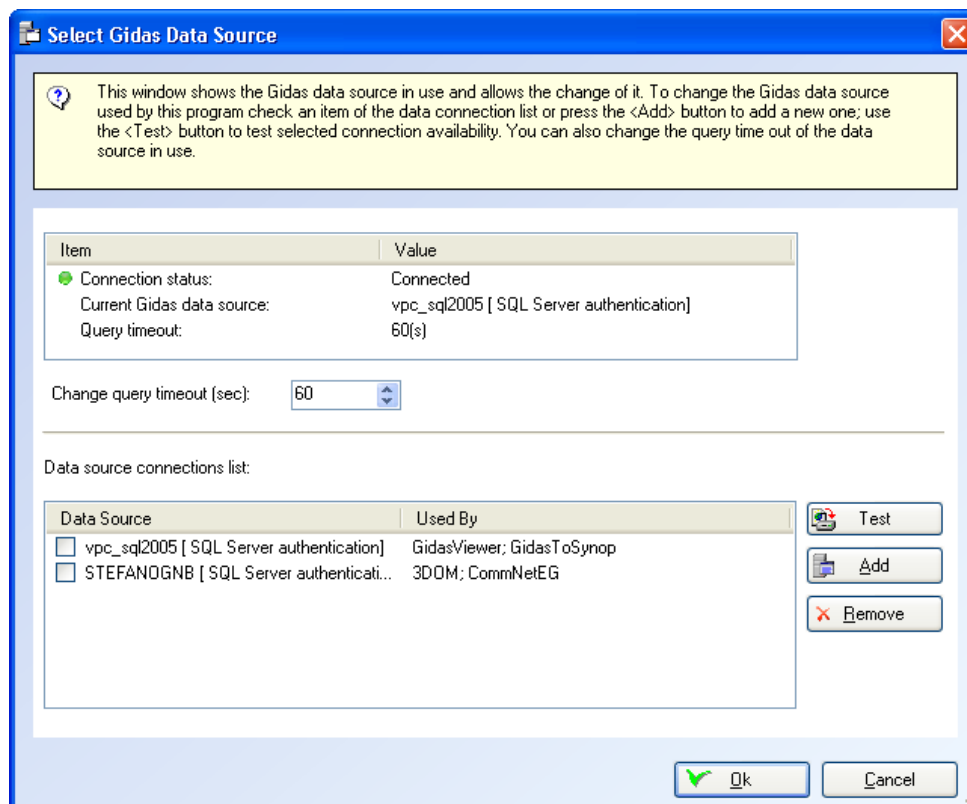 Select Gidas Data Source
This window shows the Gidas data source in use and allows the change of it. To change the Gidas data source
used by this program check an item of the data connection list or press the <Add> button to add a new one; use
the <Test> button to test selected connection availability. You can also change the query time out of the data
source in use.
Item Value
Connection status: Connected
Current Gidas data source: vpc_sql2005 [ SQL Server authentication]
Query timeout: 60(s)
Change query timeout (sec): 60
Data source connections list:
Data Source Used By
vpc_sql2005 [ SQL Server authentication] GidasViewer; GidasToSynop
STEFANOGNB [ SQL Server authenticati... 3DOM; CommNetEG
Test
Add
Remove
Ok Cancel